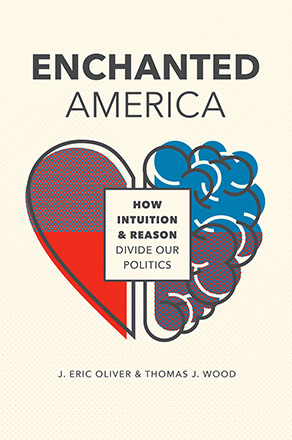 ENCHANTED
AMERICA
HOW
INTUITION
& REASON
DIVIDE OUR
POLITICS
J. ERIC OLIVER & THOMAS J. WOOD